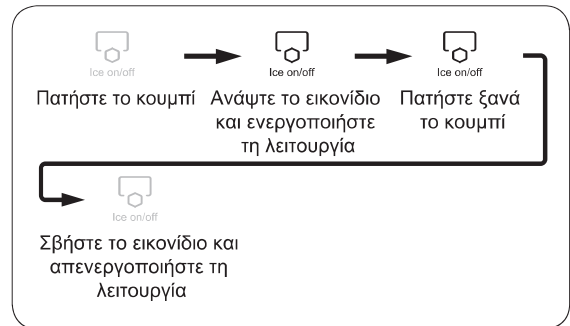 Ice on/off
Πατήστε το κουμπί
Ice on/off
Ανάψτε το εικονίδιο
και ενεργοποιήστε
τη λειτουργία
Ice on/off
Πατήστε ξανά
το κουμπί
Ice on/off
Σβήστε το εικονίδιο και
απενεργοποιήστε τη
λειτουργία